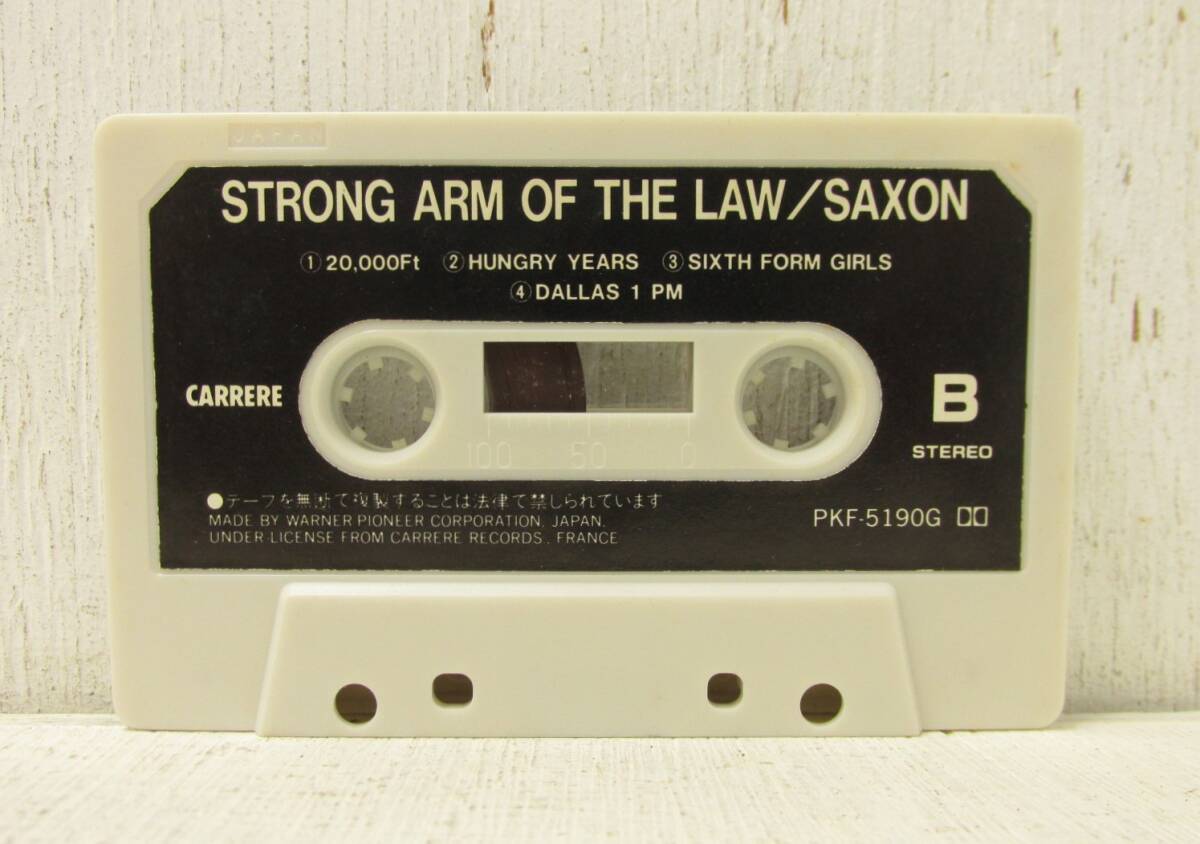 JAPAN
STRONG ARM OF THE LAW/SAXON
① 20,000Ft ② HUNGRY YEARS ③ SIXTH FORM GIRLS
④ DALLAS 1 PM
CARRERE
B
STEREO
100 50 0
●テープを無断で複製することは法律で禁じられています
MADE BY WARNER PIONEER CORPORATION, JAPAN.
UNDER LICENSE FROM CARRERE RECORDS, FRANCE
PKF-5190G